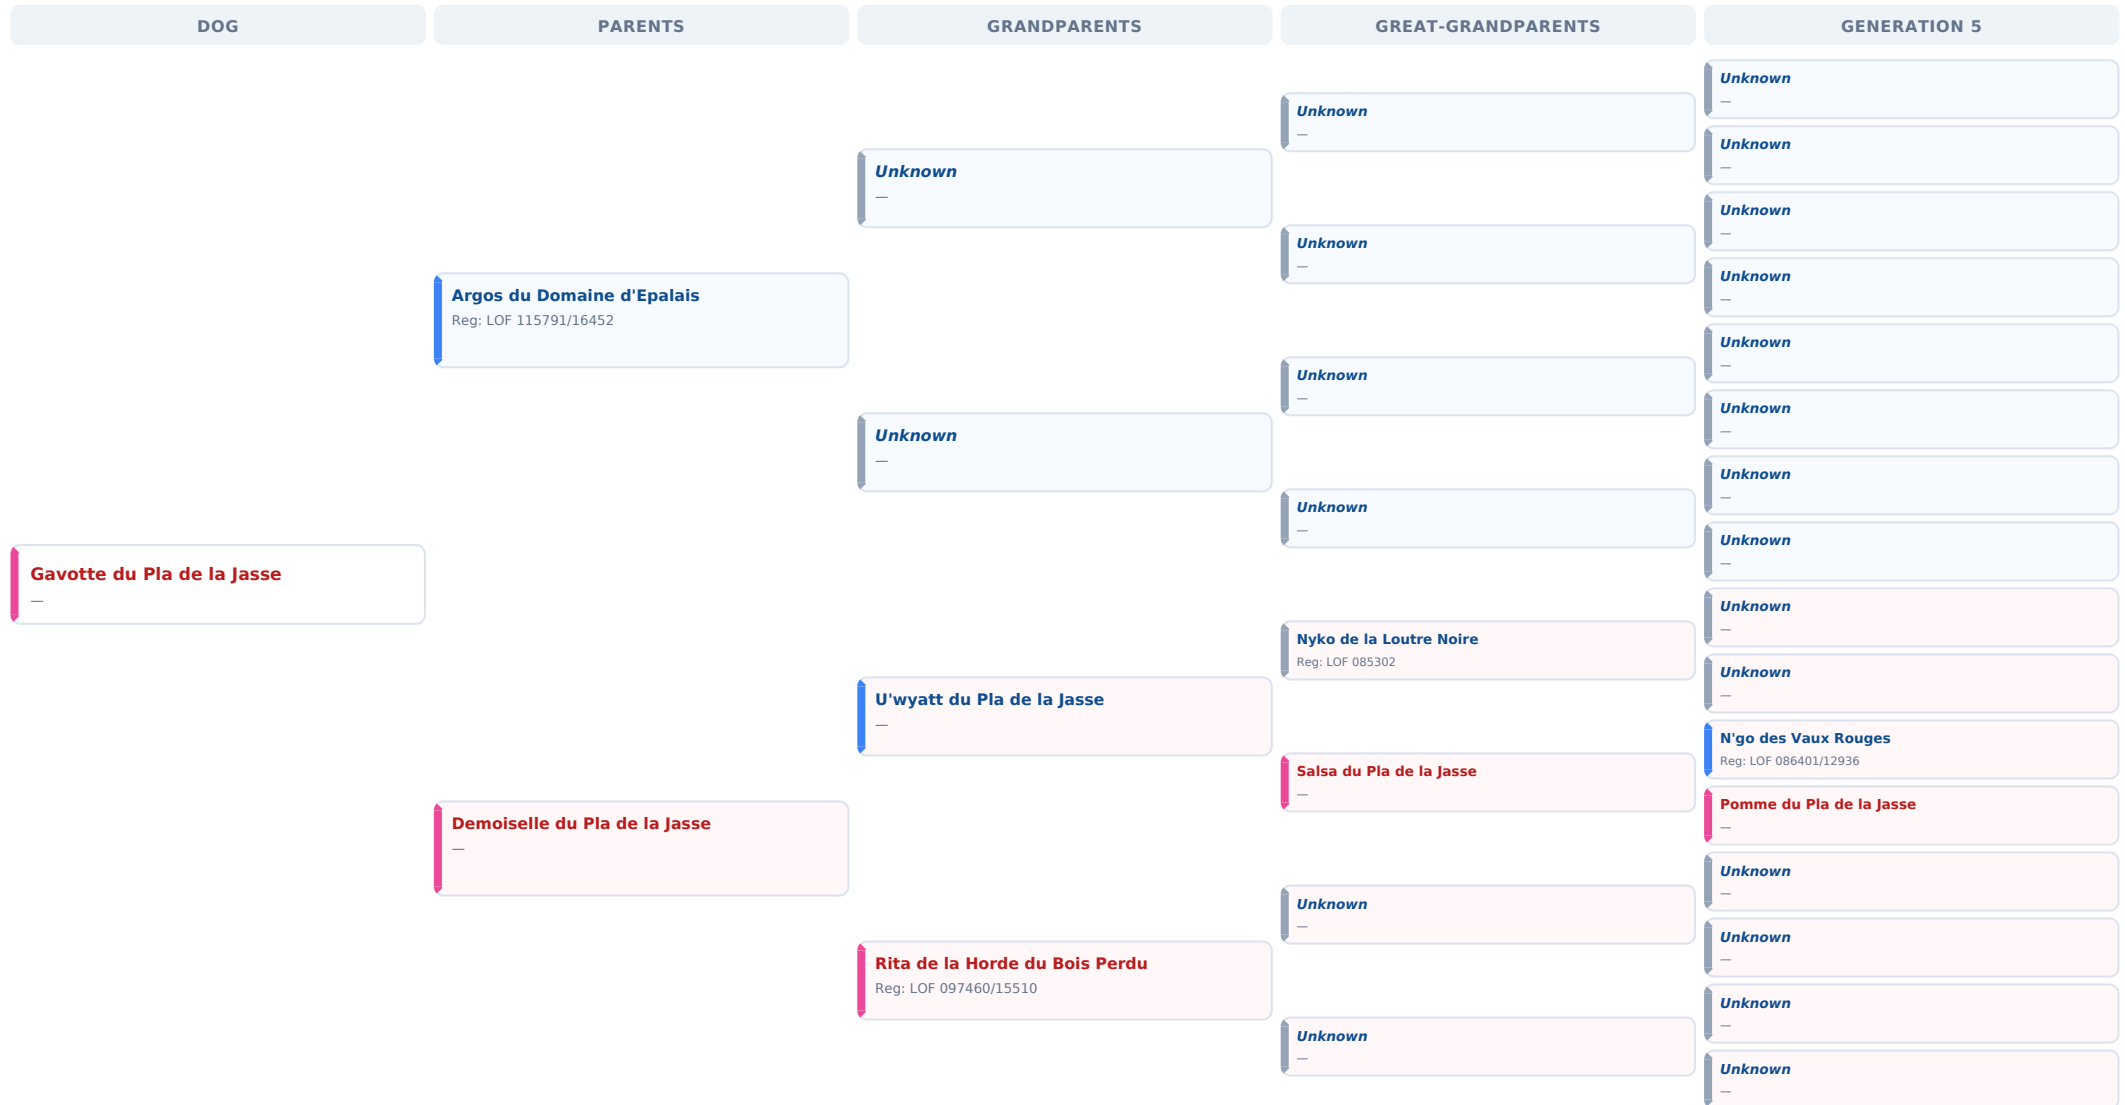 DOG
PARENTS
GRANDPARENTS
GREAT-GRANDPARENTS
GENERATION 5
Gavotte du Pla de la Jasse
—
Argos du Domaine d'Epalais
Reg: LOF 115791/16452
Demoiselle du Pla de la Jasse
—
Unknown
—
Unknown
—
U'wyatt du Pla de la Jasse
—
Rita de la Horde du Bois Perdu
Reg: LOF 097460/15510
Unknown
—
Unknown
—
Unknown
—
Unknown
—
Nyko de la Loutre Noire
Reg: LOF 085302
Salsa du Pla de la Jasse
—
Unknown
—
Unknown
—
Unknown
—
Unknown
—
Unknown
—
Unknown
—
Unknown
—
Unknown
—
Unknown
—
Unknown
—
Unknown
—
Unknown
—
N'go des Vaux Rouges
Reg: LOF 086401/12936
Pomme du Pla de la Jasse
—
Unknown
—
Unknown
—
Unknown
—
Unknown
—